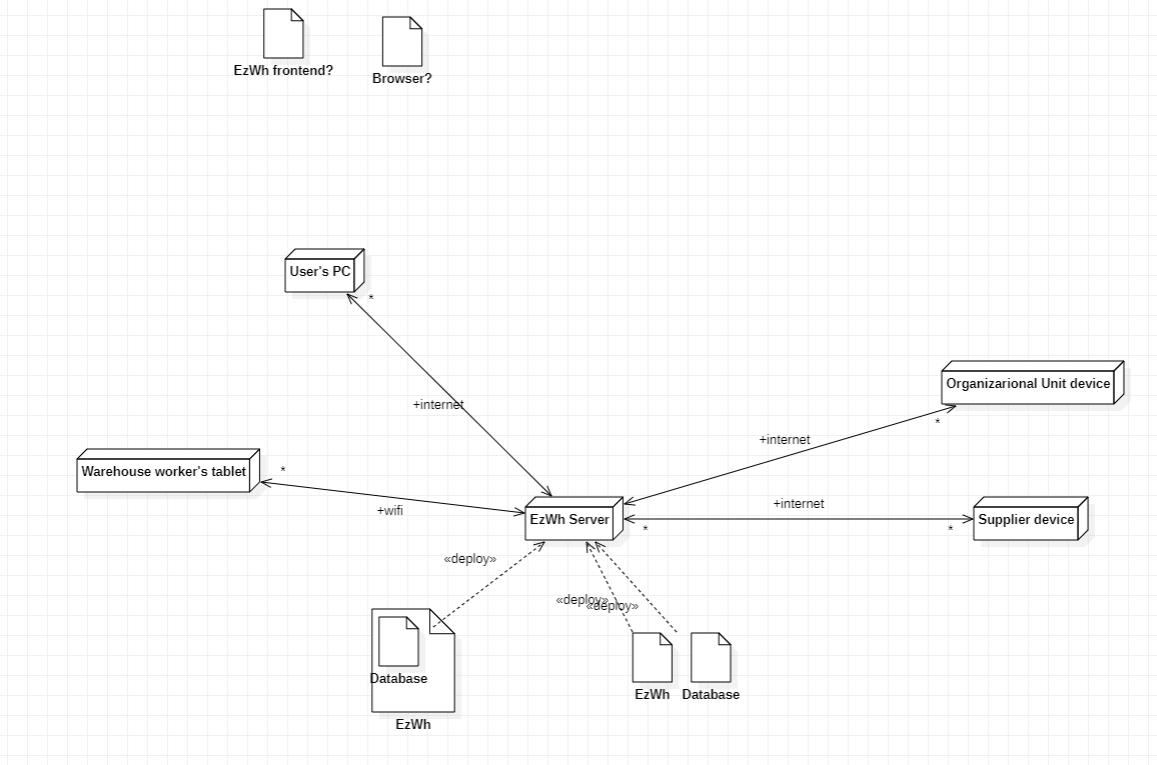 EzWh frontend?
Browser?
User's PC
*
+internet
Organizarional Unit device
*
+internet
Warehouse worker's tablet
*
+wifi
EzWh Server
+internet
*
*
Supplier device
«deploy»
«deploy»
«deploy»
Database
EzWh
EzWh
Database